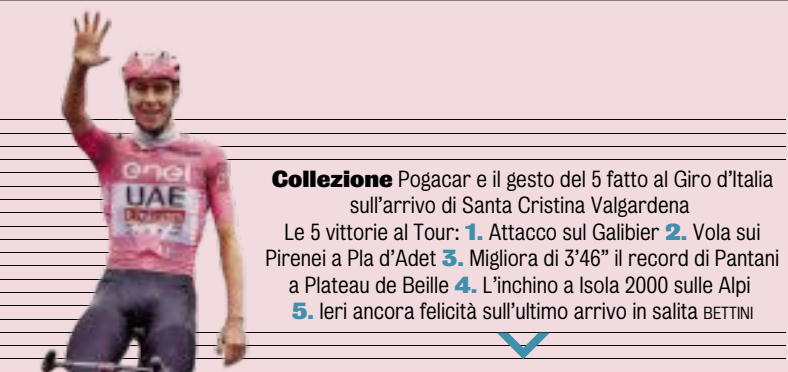 enel
UAE
Collezione Pogacar e il gesto del 5 fatto al Giro d'Italia
sull'arrivo di Santa Cristina Valgardena
Le 5 vittorie al Tour: 1. Attacco sul Galibier 2. Vola sui
Pirenei a Pla d'Adet 3. Migliora di 3'46" il record di Pantani
a Plateau de Beille 4. L'inchino a Isola 2000 sulle Alpi
5. Ieri ancora felicità sull'ultimo arrivo in salita BETTINI